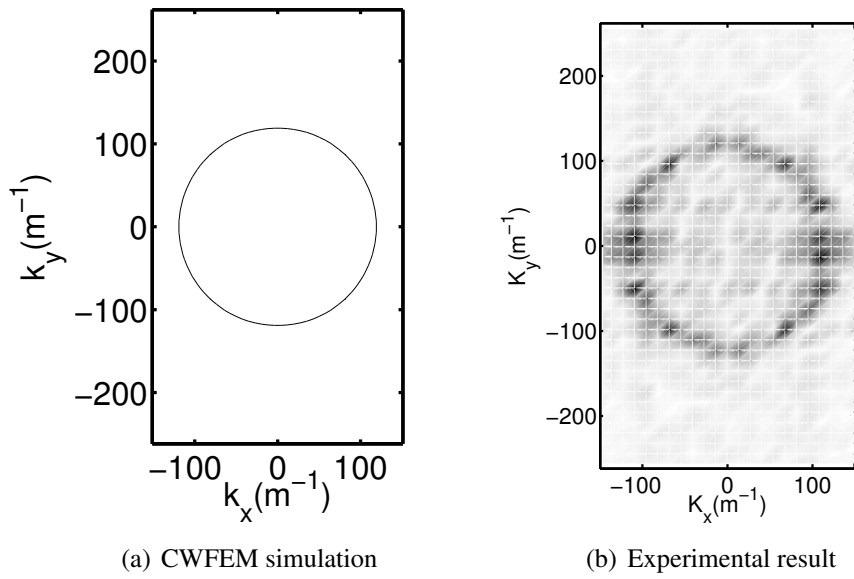 200
100
0
−100
−200
k_y(m^−1)
−100 0 100
k_x(m^−1)
(a) CWFEM simulation
200
100
0
−100
−200
K_y(m^−1)
−100 0 100
K_x(m^−1)
(b) Experimental result